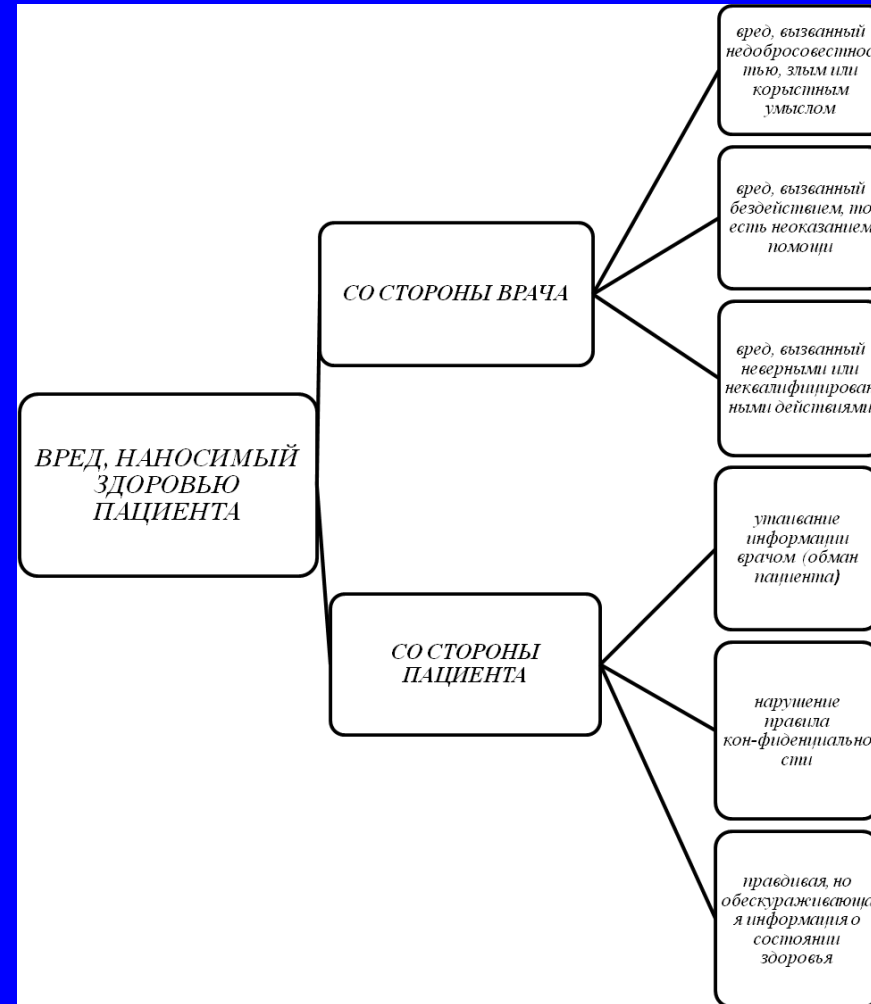 вред, вызванный
недобросовестнос
тью, злым или
корыстным
умыслом
вред, вызванный
бездействием, то
есть неоказанием
помощи
СО СТОРОНЫ ВРАЧА
вред, вызванный
неверными или
неквалифицирован
ными действиями
ВРЕД, НАНОСИМЫЙ
ЗДОРОВЬЮ
ПАЦИЕНТА
утаивание
информации
врачом (обман
пациента)
СО СТОРОНЫ
ПАЦИЕНТА
нарушение
правила
кон-фиденциально
сти
правдивая, но
обескураживающа
я информация о
состоянии
здоровья